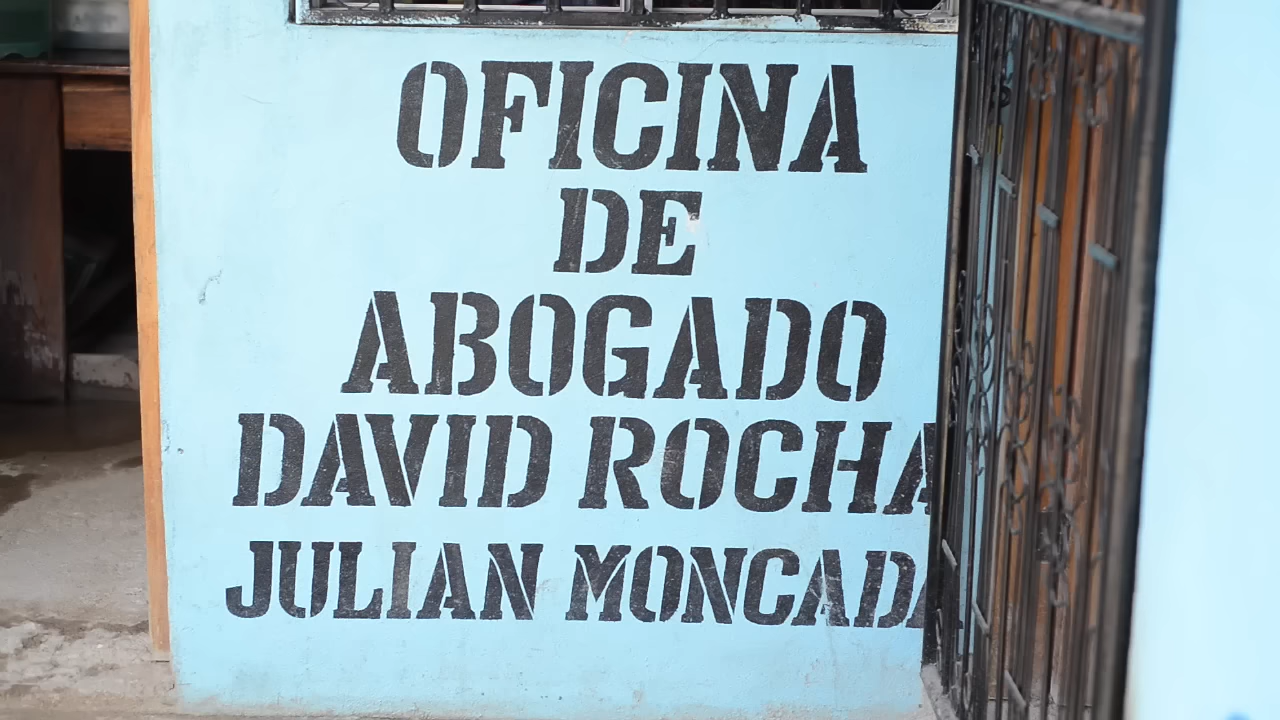 OFICINA
DE
ABOGADO
DAVID ROCHA
JULIAN MONCADA